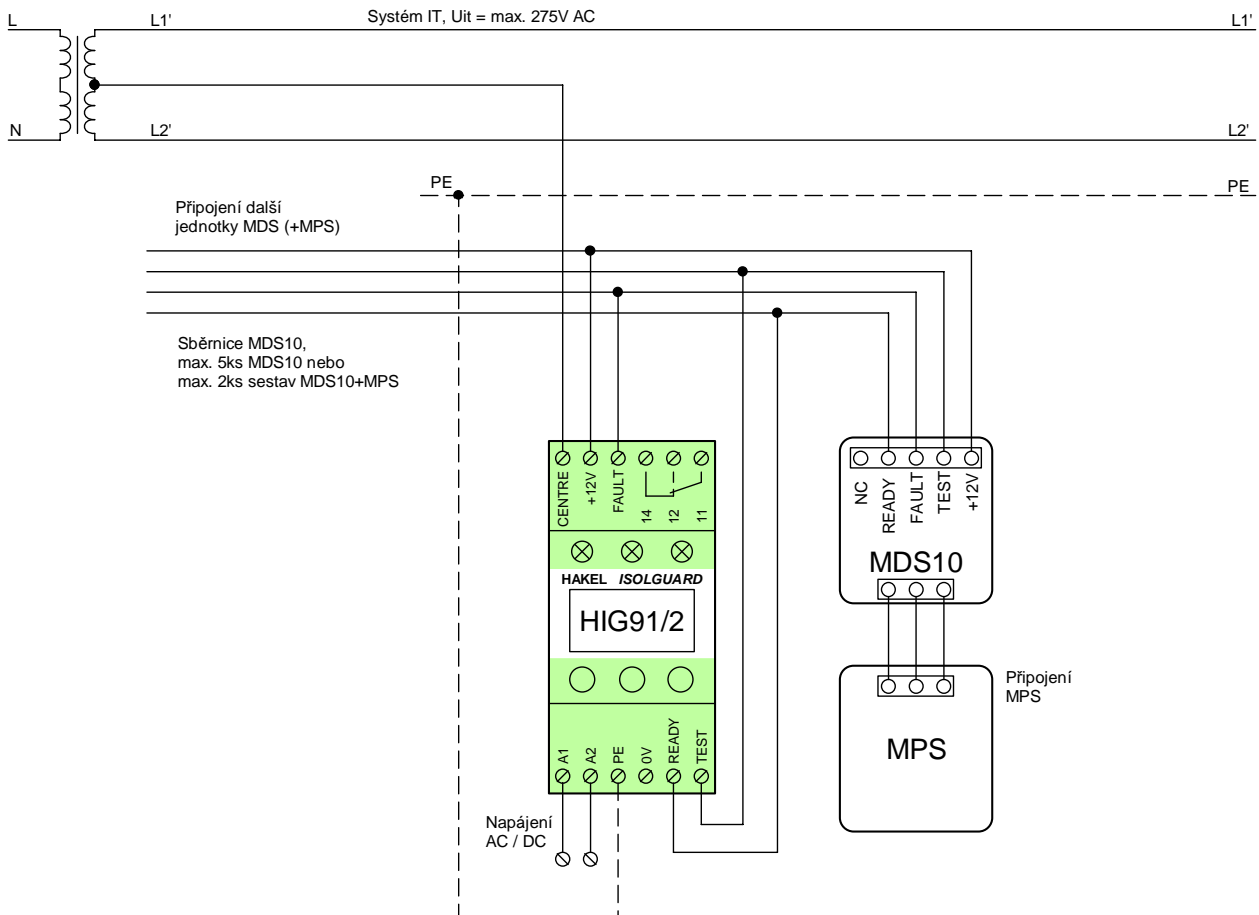 L
L1'
Systém IT, Uit = max. 275V AC
L1'
N
L2'
L2'
PE
PE
Připojení další
jednotky MDS (+MPS)
Sběrnice MDS10,
max. 5ks MDS10 nebo
max. 2ks sestav MDS10+MPS
CENTRE
+12V
FAULT
14
12
11
HAKEL ISOLGUARD
HIG91/2
A1
A2
PE
0V
READY
TEST
Napájení
AC / DC
NC
READY
FAULT
TEST
+12V
MDS10
Připojení
MPS
MPS